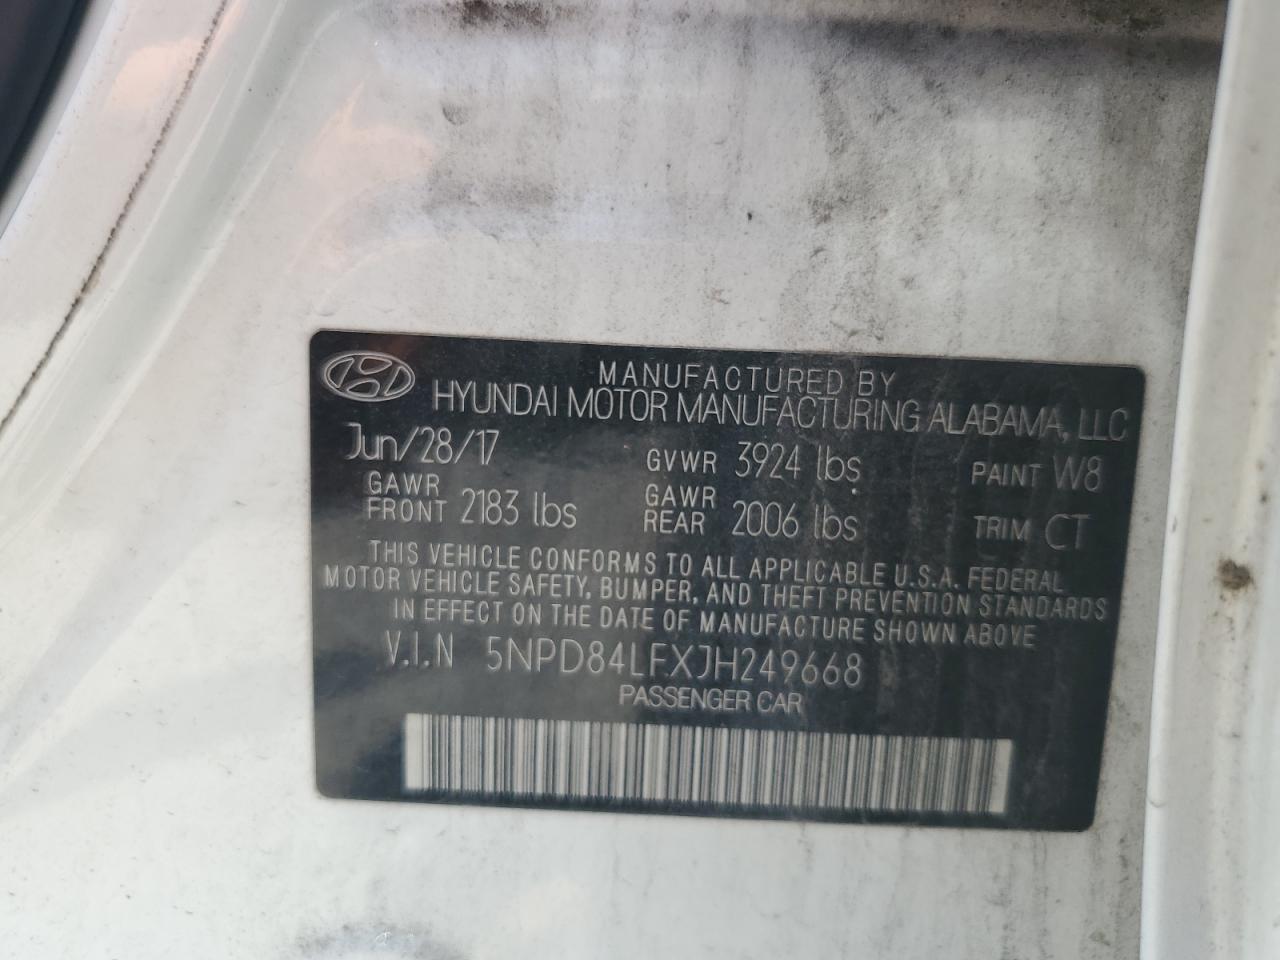 MANUFACTURED BY
HYUNDAI MOTOR MANUFACTURING ALABAMA, LLC
Jun/28/17 GVWR 3924 lbs PAINT W8
GAWR FRONT 2183 lbs GAWR REAR 2006 lbs TRIM CT
THIS VEHICLE CONFORMS TO ALL APPLICABLE U.S.A. FEDERAL
MOTOR VEHICLE SAFETY, BUMPER, AND THEFT PREVENTION STANDARDS
IN EFFECT ON THE DATE OF MANUFACTURE SHOWN ABOVE
V.I.N 5NPD84LFXJH249668
PASSENGER CAR